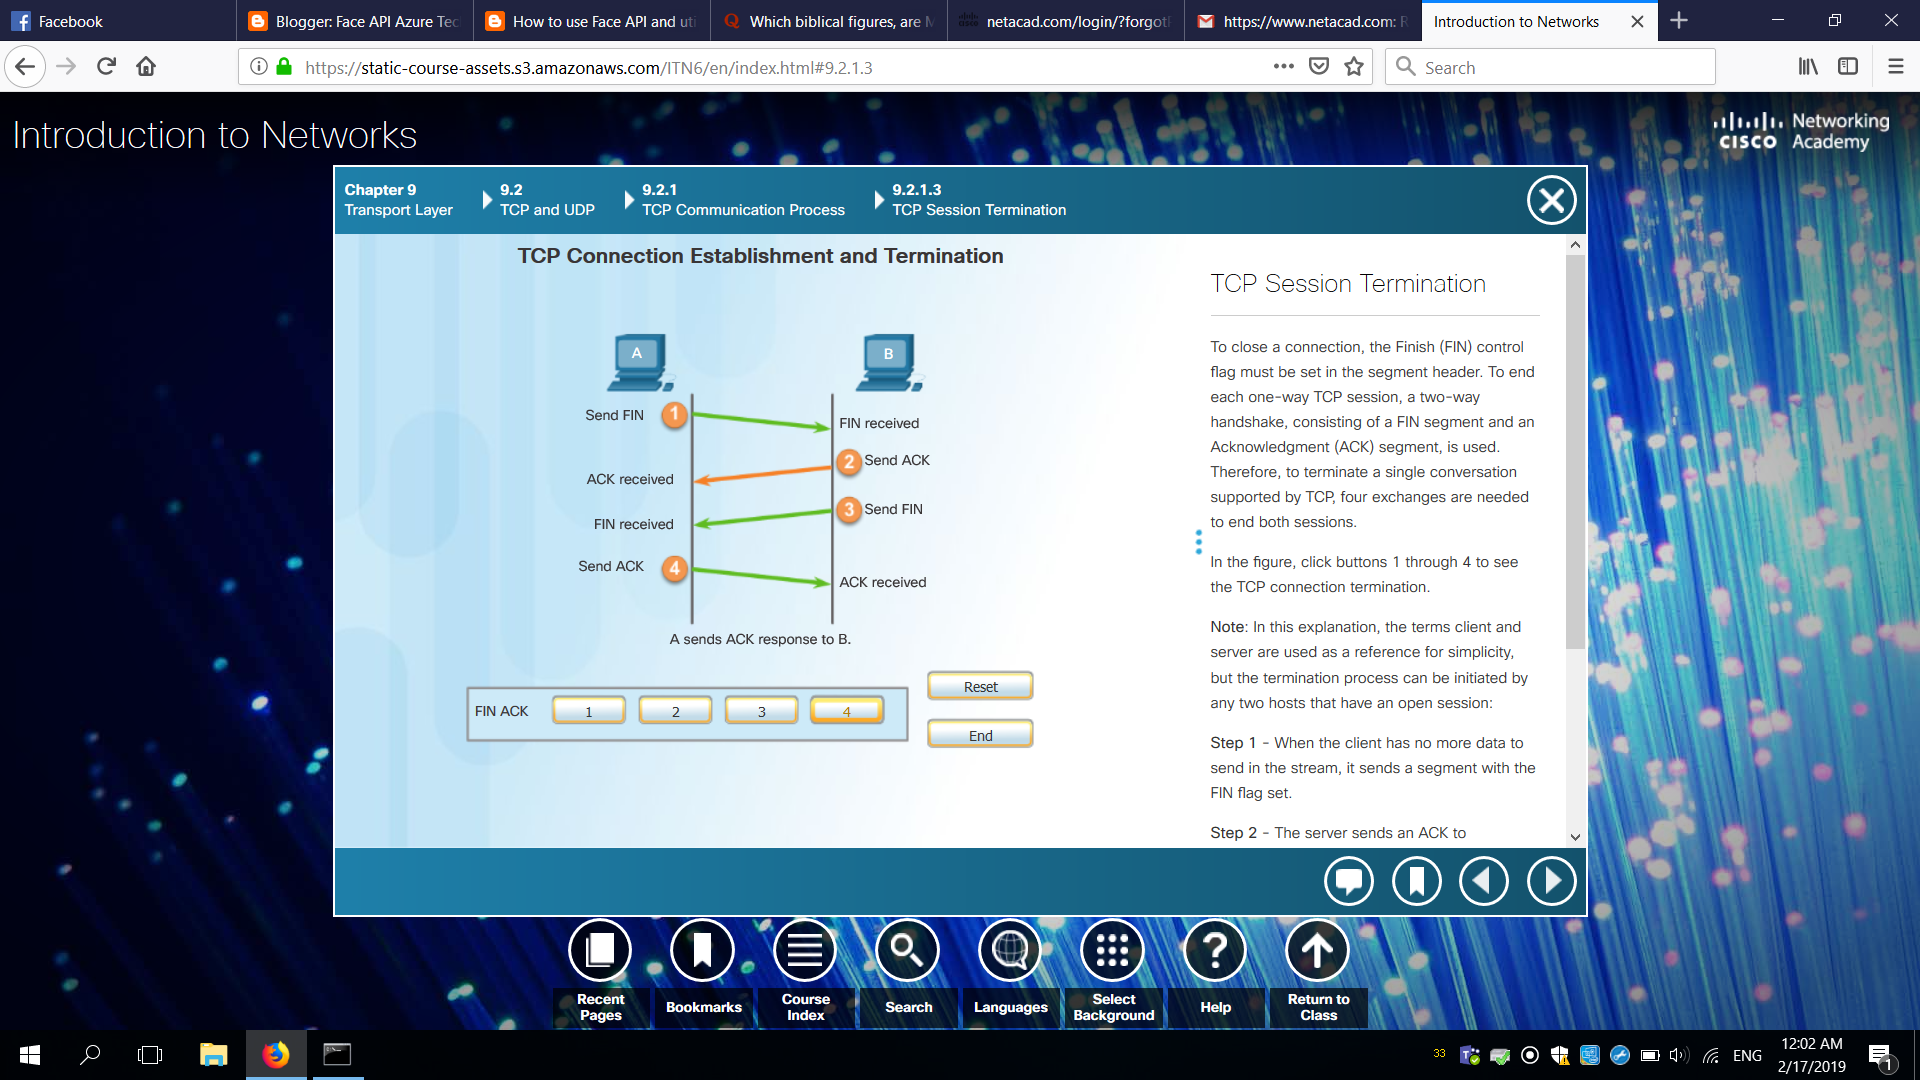 Facebook
Blogger: Face API Azure Tec
How to use Face API and uti
Which biblical figures, are M
netacad.com/login/?forgot
https://www.netacad.com: R
Introduction to Networks
https://static-course-assets.s3.amazonaws.com/ITN6/en/index.html#9.2.1.3
Search
Introduction to Networks
Networking
CISCO Academy
Chapter 9
Transport Layer
9.2
TCP and UDP
9.2.1
TCP Communication Process
9.2.1.3
TCP Session Termination
TCP Connection Establishment and Termination
A
B
Send FIN 1
FIN received
2 Send ACK
ACK received
3 Send FIN
FIN received
Send ACK 4
ACK received
A sends ACK response to B.
FIN ACK 1 2 3 4
Reset
End
TCP Session Termination
To close a connection, the Finish (FIN) control
flag must be set in the segment header. To end
each one-way TCP session, a two-way
handshake, consisting of a FIN segment and an
Acknowledgment (ACK) segment, is used.
Therefore, to terminate a single conversation
supported by TCP, four exchanges are needed
to end both sessions.
In the figure, click buttons 1 through 4 to see
the TCP connection termination.
Note: In this explanation, the terms client and
server are used as a reference for simplicity,
but the termination process can be initiated by
any two hosts that have an open session:
Step 1 - When the client has no more data to
send in the stream, it sends a segment with the
FIN flag set.
Step 2 - The server sends an ACK to
Recent
Pages
Bookmarks
Course
Index
Search
Languages
Select
Background
Help
Return to
Class
33
ENG
12:02 AM
2/17/2019
1